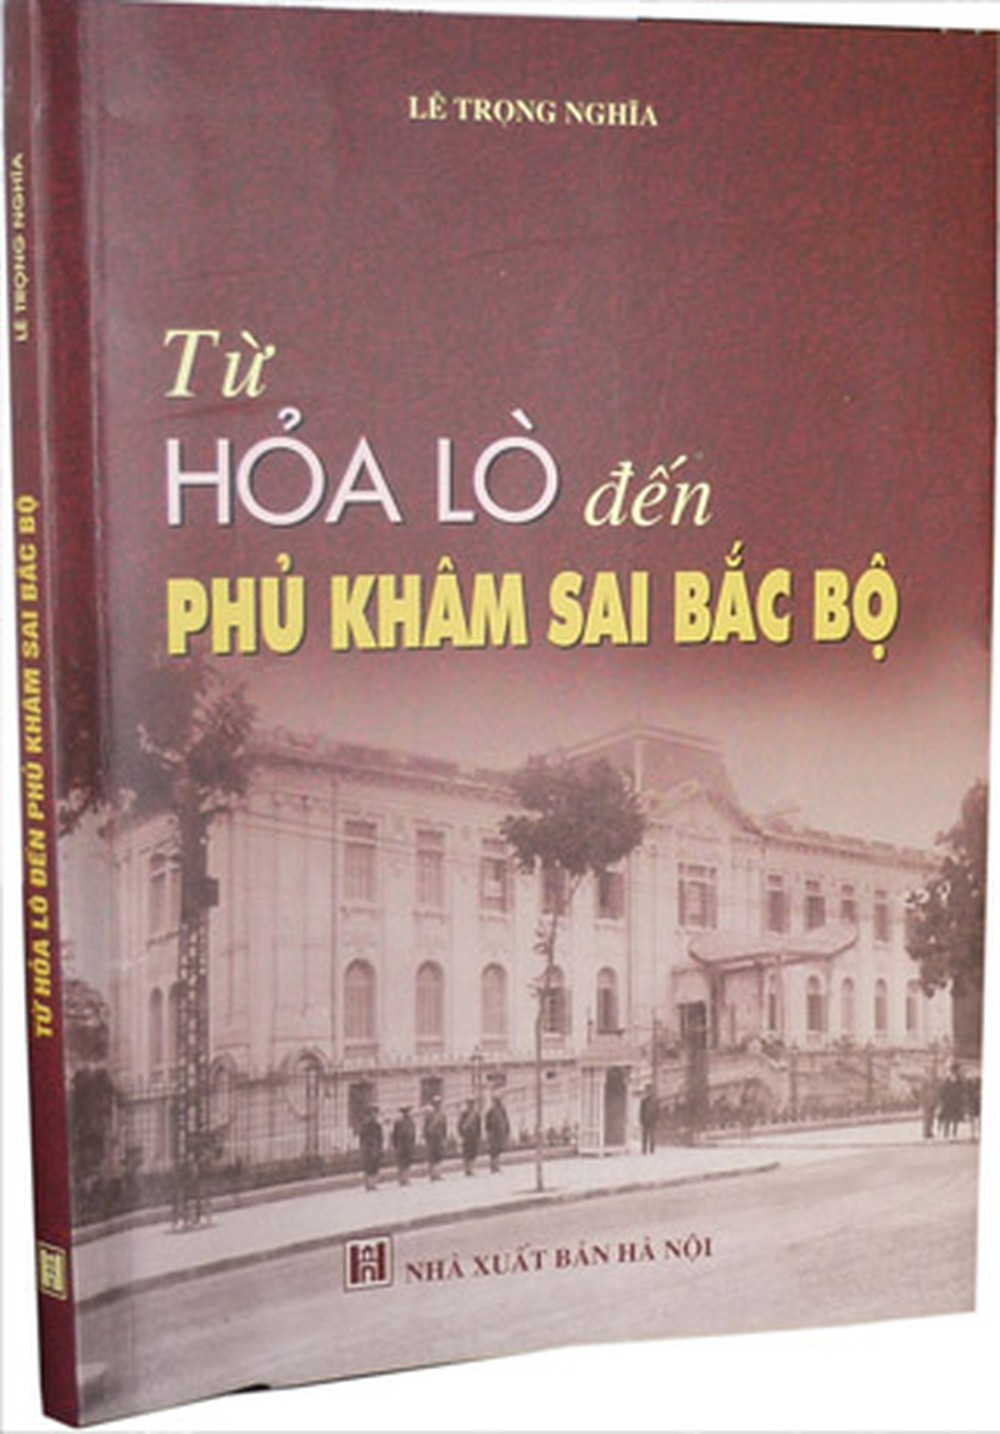 LÊ TRỌNG NGHĨA
Từ
HỎA LÒ đến
PHỦ KHÂM SAI BẮC BỘ
NHÀ XUẤT BẢN HÀ NỘI
LÊ TRỌNG NGHĨA
TỪ HỎA LÒ ĐẾN PHỦ KHÂM SAI BẮC BỘ